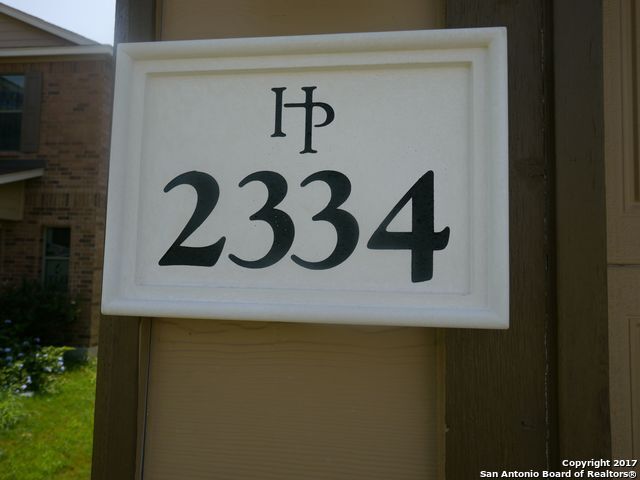 HP
2334
Copyright 2017
San Antonio Board of Realtors®